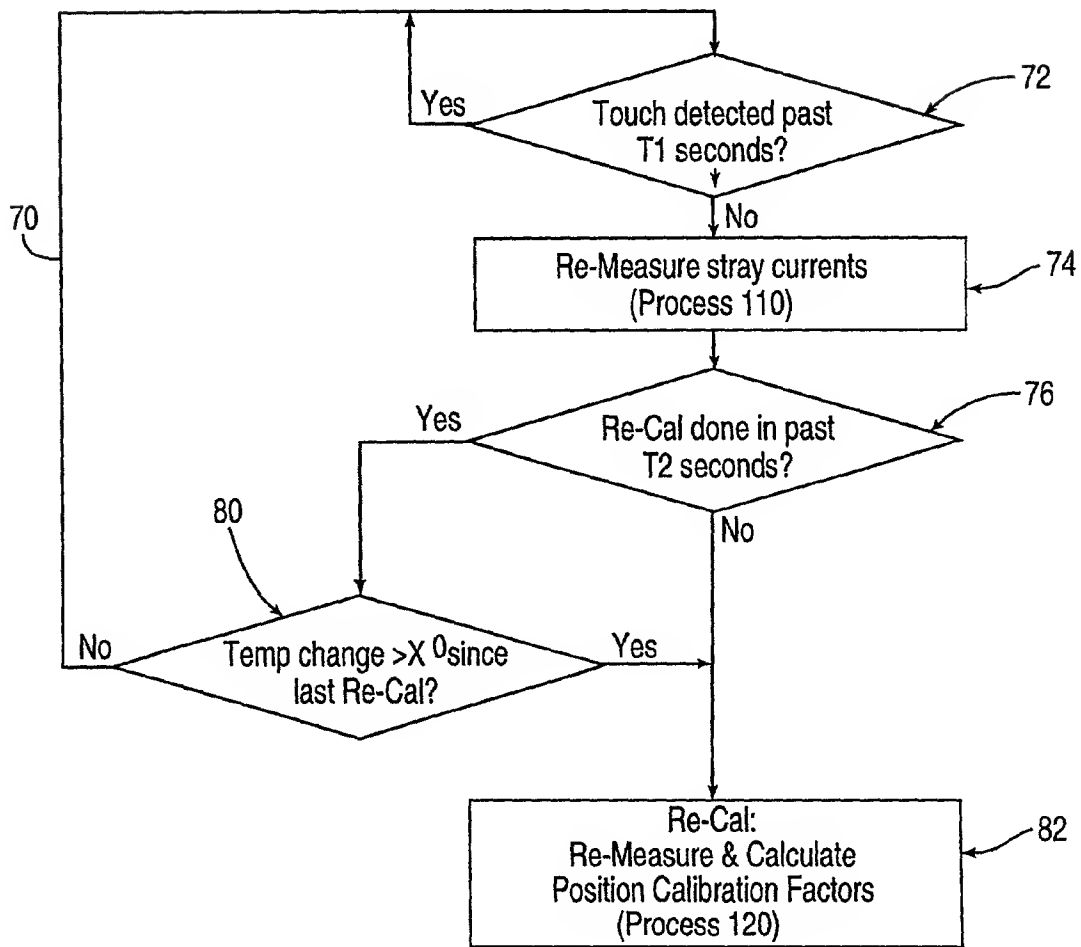 72
Yes
Touch detected past
T1 seconds?
70
No
Re-Measure stray currents
(Process 110)
74
76
Yes
Re-Cal done in past
T2 seconds?
80
No
No
Temp change >X ⁰since
last Re-Cal?
Yes
Re-Cal:
Re-Measure & Calculate
Position Calibration Factors
(Process 120)
82